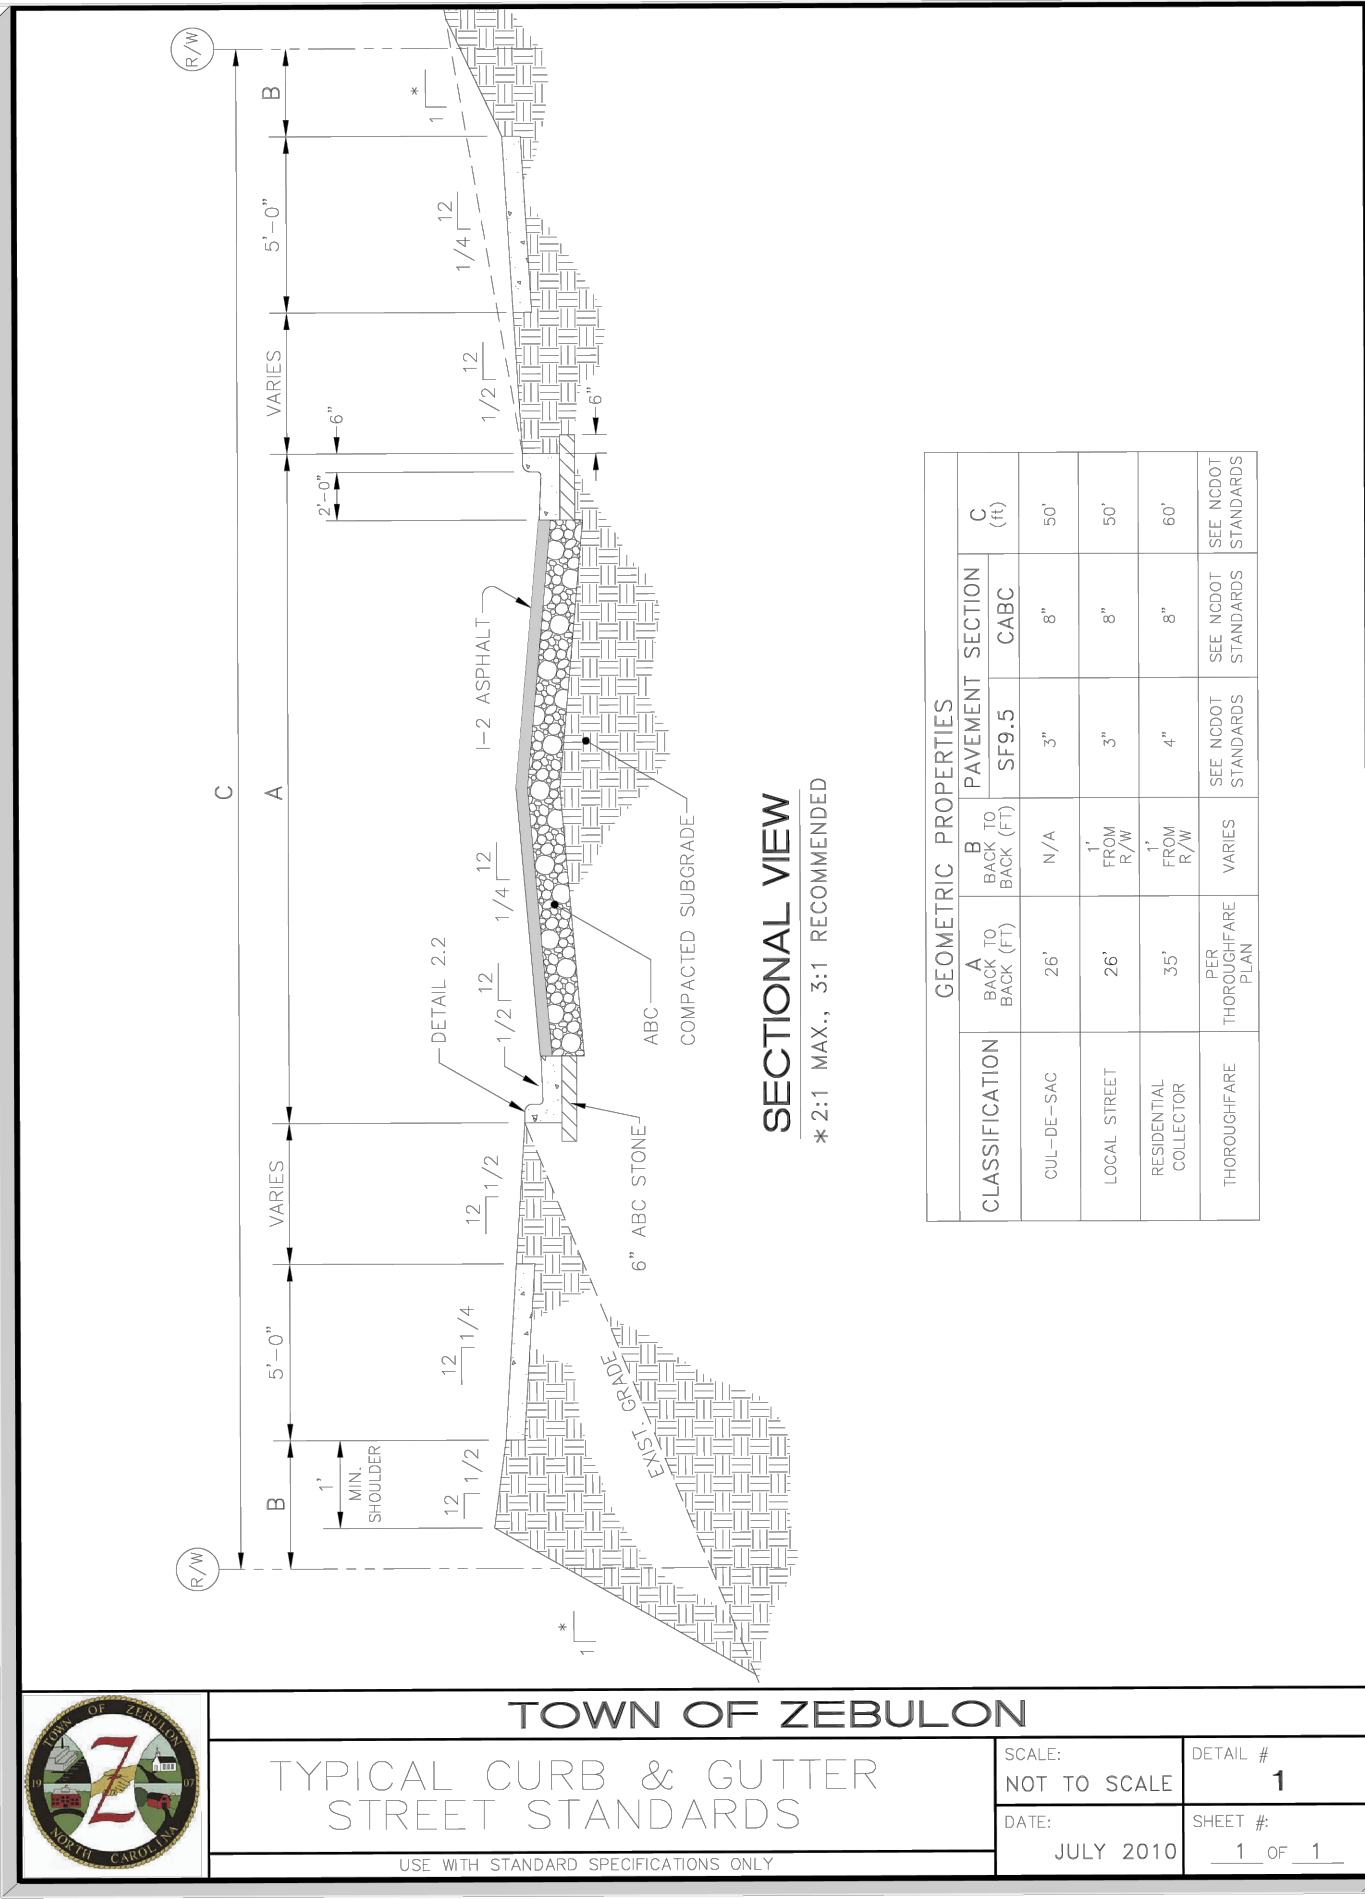 R/W
R/W
C
B
5'-0"
VARIES
A
VARIES
5'-0"
B
1'
MIN.
SHOULDER
2'-0"
6"
12
1/2
12
1/4
12
1/2
DETAIL 2.2
1/2
12
1/4
12
I-2 ASPHALT
1/2
12
1/4
12
1
*
1
*
6"
EXIST. GRADE
6" ABC STONE
ABC
COMPACTED SUBGRADE
SECTIONAL VIEW
* 2:1 MAX., 3:1 RECOMMENDED
GEOMETRIC PROPERTIES
CLASSIFICATION
A
BACK TO
BACK (FT)
B
BACK TO
BACK (FT)
PAVEMENT SECTION
SF9.5 CABC
C
(ft)
CUL-DE-SAC 26' N/A 3" 8" 50'
LOCAL STREET 26' 1' FROM R/W 3" 8" 50'
RESIDENTIAL COLLECTOR 35' 1' FROM R/W 4" 8" 60'
THOROUGHFARE PER THOROUGHFARE PLAN VARIES SEE NCDOT STANDARDS SEE NCDOT STANDARDS SEE NCDOT STANDARDS
TOWN OF ZEBULON
19 07
Z
NORTH CAROLINA
TOWN OF ZEBULON
TYPICAL CURB & GUTTER
STREET STANDARDS
USE WITH STANDARD SPECIFICATIONS ONLY
SCALE:
NOT TO SCALE
DETAIL #
1
DATE:
JULY 2010
SHEET #:
1 OF 1